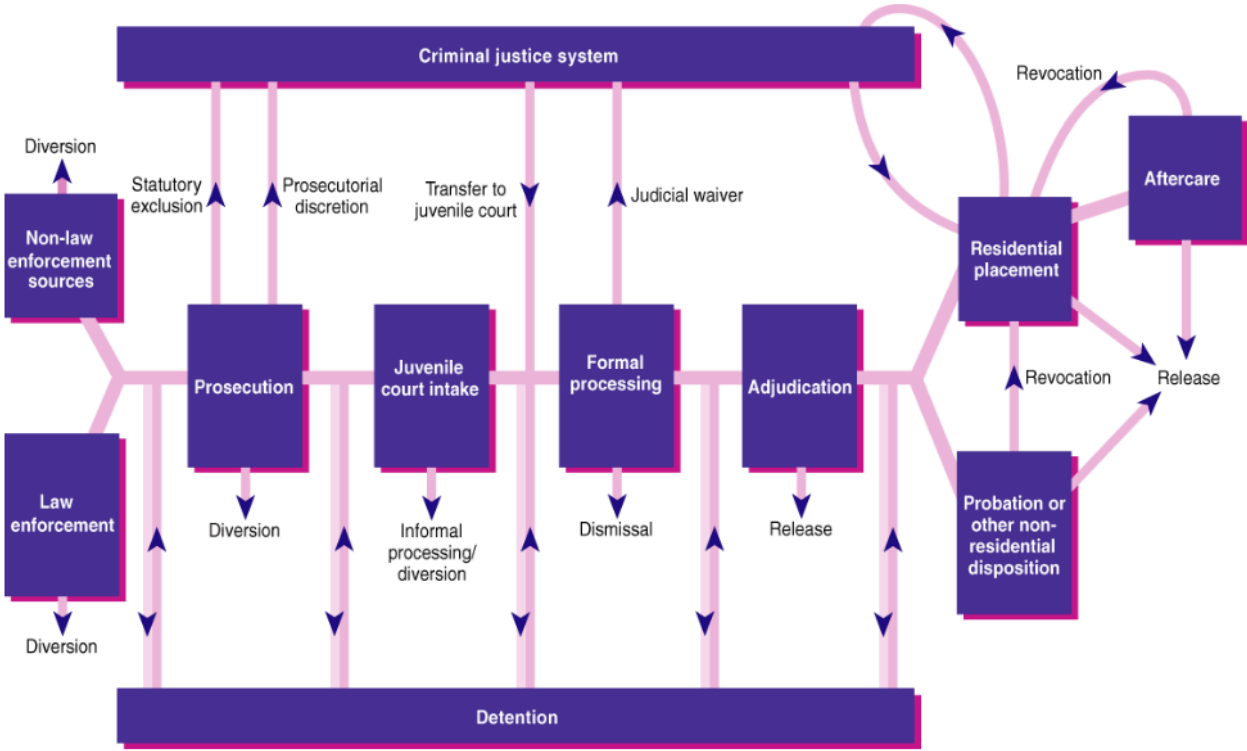 Criminal justice system
Revocation
Diversion
Aftercare
Statutory
exclusion
Prosecutorial
discretion
Transfer to
juvenile court
Judicial waiver
Non-law
enforcement
sources
Residential
placement
Prosecution
Juvenile
court intake
Formal
processing
Adjudication
Revocation
Release
Law
enforcement
Diversion
Informal
processing/
diversion
Dismissal
Release
Probation or
other non-
residential
disposition
Diversion
Detention